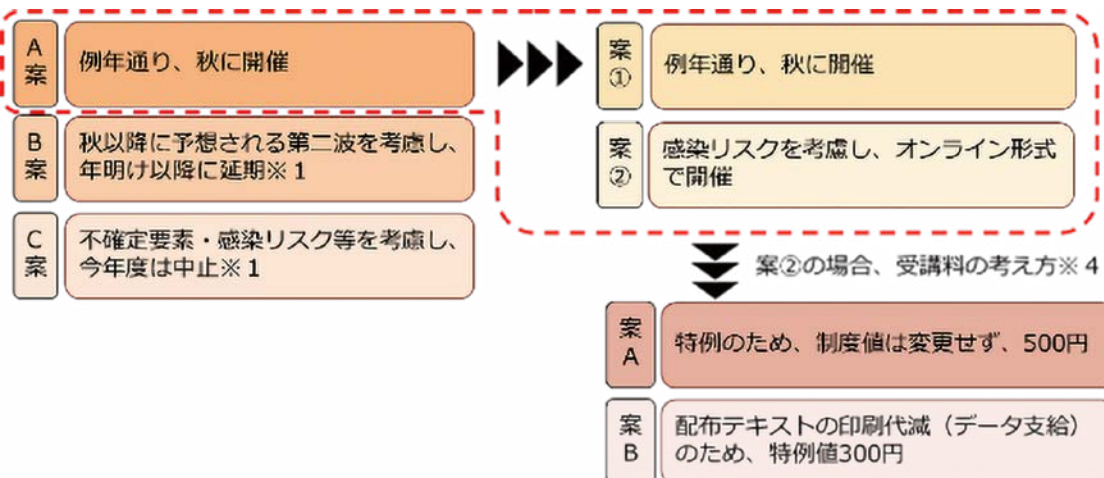 A案
例年通り、秋に開催
B案
秋以降に予想される第二波を考慮し、
年明け以降に延期※1
C案
不確定要素・感染リスク等を考慮し、
今年度は中止※1
案①
例年通り、秋に開催
案②
感染リスクを考慮し、オンライン形式
で開催
案②の場合、受講料の考え方※4
案A
特例のため、制度値は変更せず、500円
案B
配布テキストの印刷代減（データ支給）
のため、特例値300円